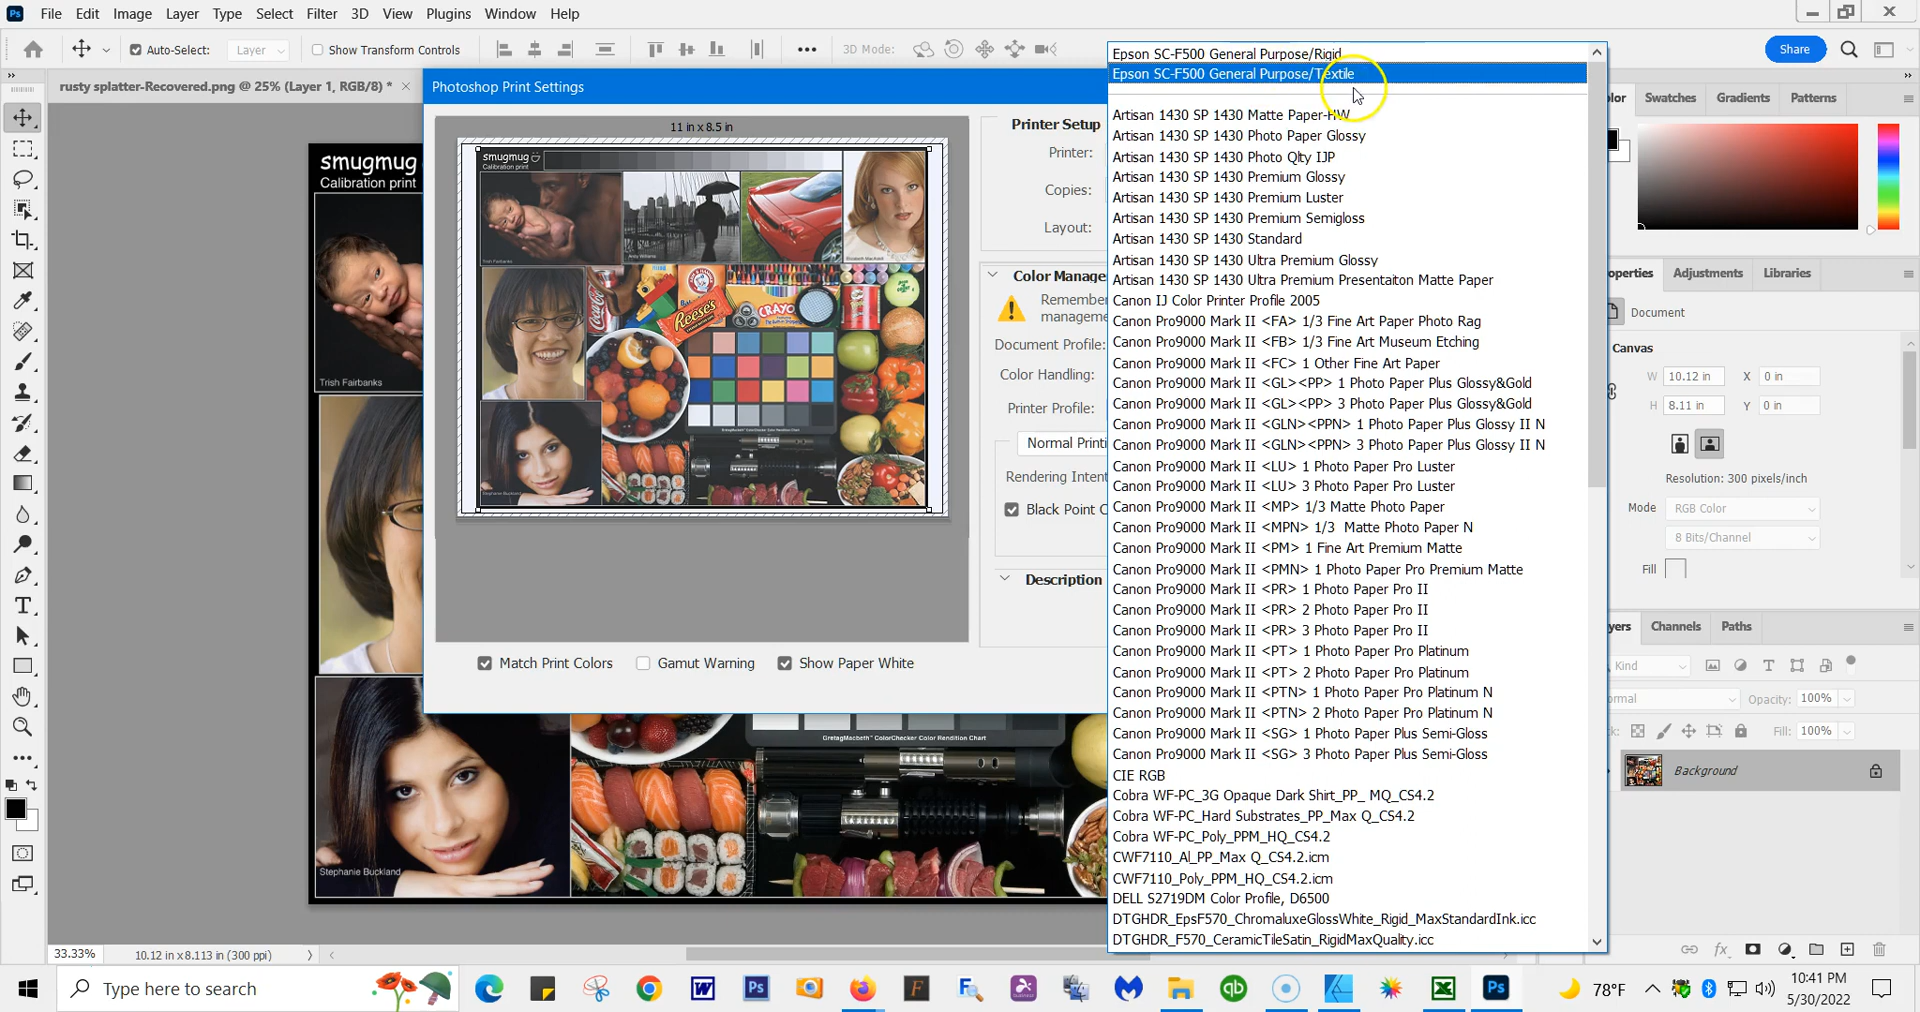 File Edit Image Layer Type Select Filter 3D View Plugins Window Help
Auto-Select: Layer Show Transform Controls 3D Mode: Share
rusty splatter-Recovered.png @ 25% (Layer 1, RGB/8) *
Photoshop Print Settings
11 in x 8.5 in
smugmug
Calibration print
Trish Fairbanks
Stephanie Buckland
smugmug
Calibration print
Coca-Cola
REESE'S
CRAYOLA
GretagMacbeth™ ColorChecker Color Rendition Chart
Match Print Colors Gamut Warning Show Paper White
Printer Setup
Printer:
Copies:
Layout:
Color Manage
Remember
manageme
Document Profile:
Color Handling:
Printer Profile:
Normal Printi
Rendering Intent
Black Point C
Description
Epson SC-F500 General Purpose/Rigid
Epson SC-F500 General Purpose/Textile
Artisan 1430 SP 1430 Matte Paper-HW
Artisan 1430 SP 1430 Photo Paper Glossy
Artisan 1430 SP 1430 Photo Qlty IJP
Artisan 1430 SP 1430 Premium Glossy
Artisan 1430 SP 1430 Premium Luster
Artisan 1430 SP 1430 Premium Semigloss
Artisan 1430 SP 1430 Standard
Artisan 1430 SP 1430 Ultra Premium Glossy
Artisan 1430 SP 1430 Ultra Premium Presentaiton Matte Paper
Canon IJ Color Printer Profile 2005
Canon Pro9000 Mark II <FA> 1/3 Fine Art Paper Photo Rag
Canon Pro9000 Mark II <FB> 1/3 Fine Art Museum Etching
Canon Pro9000 Mark II <FC> 1 Other Fine Art Paper
Canon Pro9000 Mark II <GL><PP> 1 Photo Paper Plus Glossy&Gold
Canon Pro9000 Mark II <GL><PP> 3 Photo Paper Plus Glossy&Gold
Canon Pro9000 Mark II <GLN><PPN> 1 Photo Paper Plus Glossy II N
Canon Pro9000 Mark II <GLN><PPN> 3 Photo Paper Plus Glossy II N
Canon Pro9000 Mark II <LU> 1 Photo Paper Pro Luster
Canon Pro9000 Mark II <LU> 3 Photo Paper Pro Luster
Canon Pro9000 Mark II <MP> 1/3 Matte Photo Paper
Canon Pro9000 Mark II <MPN> 1/3 Matte Photo Paper N
Canon Pro9000 Mark II <PM> 1 Fine Art Premium Matte
Canon Pro9000 Mark II <PMN> 1 Photo Paper Pro Premium Matte
Canon Pro9000 Mark II <PR> 1 Photo Paper Pro II
Canon Pro9000 Mark II <PR> 2 Photo Paper Pro II
Canon Pro9000 Mark II <PR> 3 Photo Paper Pro II
Canon Pro9000 Mark II <PT> 1 Photo Paper Pro Platinum
Canon Pro9000 Mark II <PT> 2 Photo Paper Pro Platinum
Canon Pro9000 Mark II <PTN> 1 Photo Paper Pro Platinum N
Canon Pro9000 Mark II <PTN> 2 Photo Paper Pro Platinum N
Canon Pro9000 Mark II <SG> 1 Photo Paper Plus Semi-Gloss
Canon Pro9000 Mark II <SG> 3 Photo Paper Plus Semi-Gloss
CIE RGB
Cobra WF-PC_3G Opaque Dark Shirt_PP_ MQ_CS4.2
Cobra WF-PC_Hard Substrates_PP_Max Q_CS4.2
Cobra WF-PC_Poly_PPM_HQ_CS4.2
CWF7110_Al_PP_Max Q_CS4.2.icm
CWF7110_Poly_PPM_HQ_CS4.2.icm
DELL S2719DM Color Profile, D6500
DTGHDR_EpsF570_ChromaluxeGlossWhite_Rigid_MaxStandardInk.icc
DTGHDR_F570_CeramicTileSatin_RigidMaxQuality.icc
olor Swatches Gradients Patterns
operties Adjustments Libraries
Document
Canvas
W 10.12 in X 0 in
H 8.11 in Y 0 in
Resolution: 300 pixels/inch
Mode RGB Color
8 Bits/Channel
Fill
yers Channels Paths
Kind
ormal Opacity: 100%
k: Fill: 100%
Background
33.33% 10.12 in x 8.113 in (300 ppi)
Type here to search
78°F
10:41 PM
5/30/2022